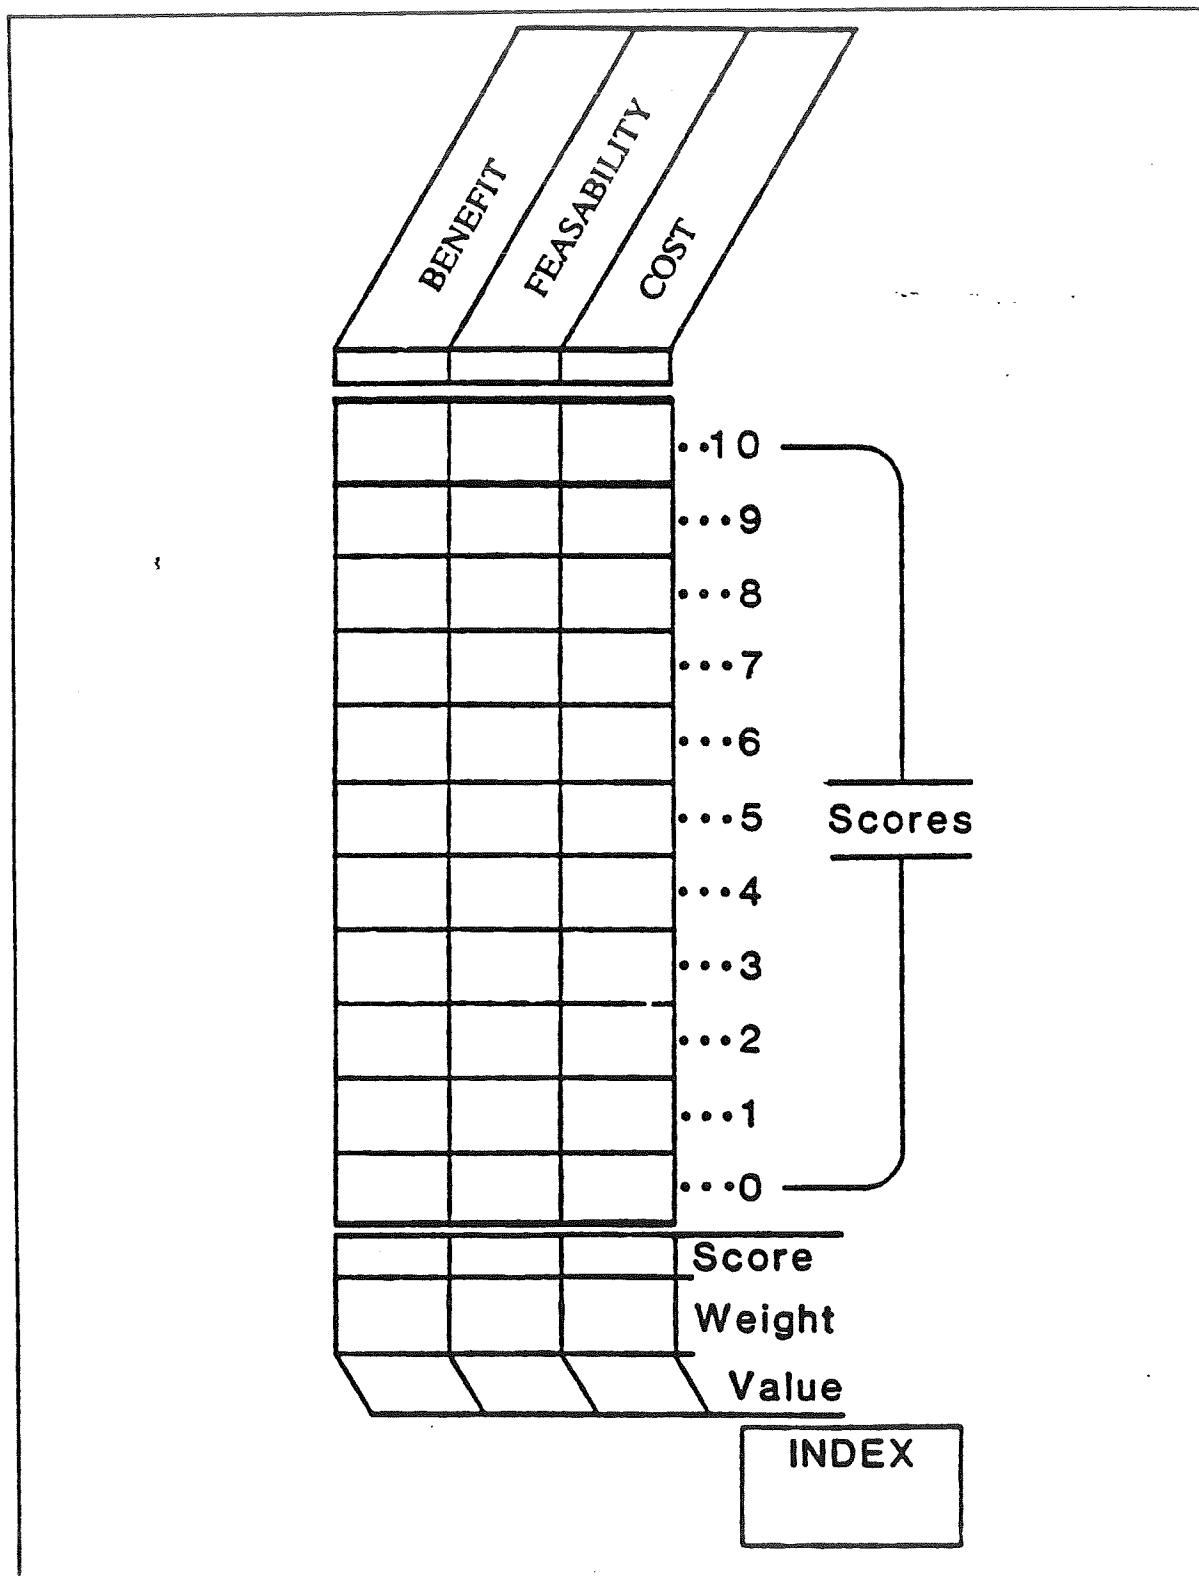 BENEFIT
FEASABILITY
COST
••10
•••9
•••8
•••7
•••6
•••5
Scores
•••4
•••3
•••2
•••1
•••0
Score
Weight
Value
INDEX